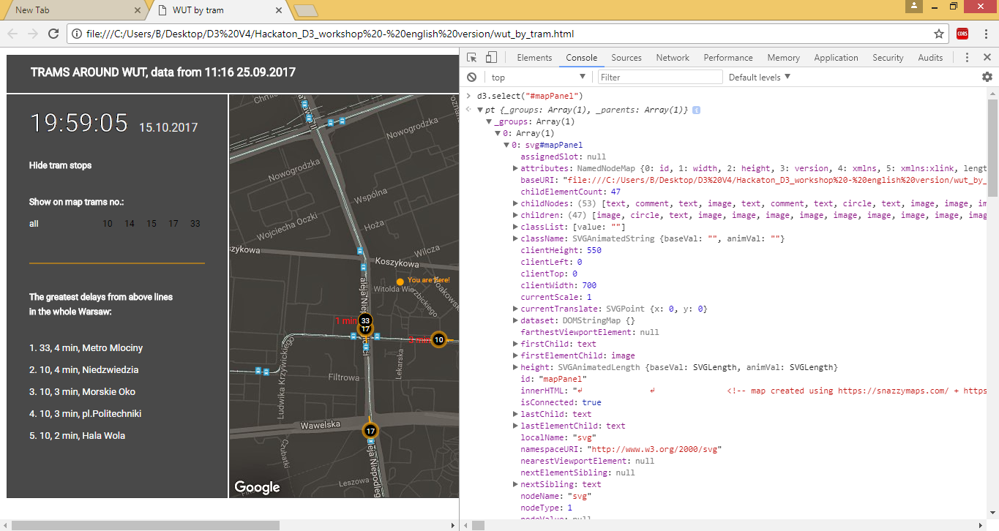 New Tab
WUT by tram
file:///C:/Users/B/Desktop/D3%20V4/Hackaton_D3_workshop%20-%20english%20version/wut_by_tram.html
CORS
TRAMS AROUND WUT, data from 11:16 25.09.2017
19:59:05 15.10.2017
Hide tram stops
Show on map trams no.:
all 10 14 15 17 33
The greatest delays from above lines
in the whole Warsaw:
1. 33, 4 min, Metro Mlociny
2. 10, 4 min, Niedzwiedzia
3. 10, 3 min, Morskie Oko
4. 10, 3 min, pl.Politechniki
5. 10, 2 min, Hala Wola
Nowogrodzka
Nowogrodzka
Wspólna
Wojciecha Oczki
Hoża
Wilcza
zykowa
Koszykowa
You are here!
Witolda Wie
zbickiego
1 min
33
17
10
Lekarska
Filtrowa
Ludwika Krzywickiego
Wawelska
17
aleja Niepodleg
Leszowa
Google
Elements Console Sources Network Performance Memory Application Security Audits
top Filter Default levels
d3.select("#mapPanel")
pt {_groups: Array(1), _parents: Array(1)}
_groups: Array(1)
0: Array(1)
0: svg#mapPanel
assignedSlot: null
attributes: NamedNodeMap {0: id, 1: width, 2: height, 3: version, 4: xmlns, 5: xmlns:xlink, lengt
baseURI: "file:///C:/Users/B/Desktop/D3%20V4/Hackaton_D3_workshop%20-%20english%20version/wut_by_
childElementCount: 47
childNodes: (53) [text, comment, text, image, text, comment, text, circle, text, image, image, im
children: (47) [image, circle, text, image, image, image, image, image, image, image, image, imag
classList: [value: ""]
className: SVGAnimatedString {baseVal: "", animVal: ""}
clientHeight: 550
clientLeft: 0
clientTop: 0
clientWidth: 700
currentScale: 1
currentTranslate: SVGPoint {x: 0, y: 0}
dataset: DOMStringMap {}
farthestViewportElement: null
firstChild: text
firstElementChild: image
height: SVGAnimatedLength {baseVal: SVGLength, animVal: SVGLength}
id: "mapPanel"
innerHTML: "↵ ↵ <!-- map created using https://snazzymaps.com/ + https
isConnected: true
lastChild: text
lastElementChild: text
localName: "svg"
namespaceURI: "http://www.w3.org/2000/svg"
nearestViewportElement: null
nextElementSibling: null
nextSibling: text
nodeName: "svg"
nodeType: 1
nodeValue: null